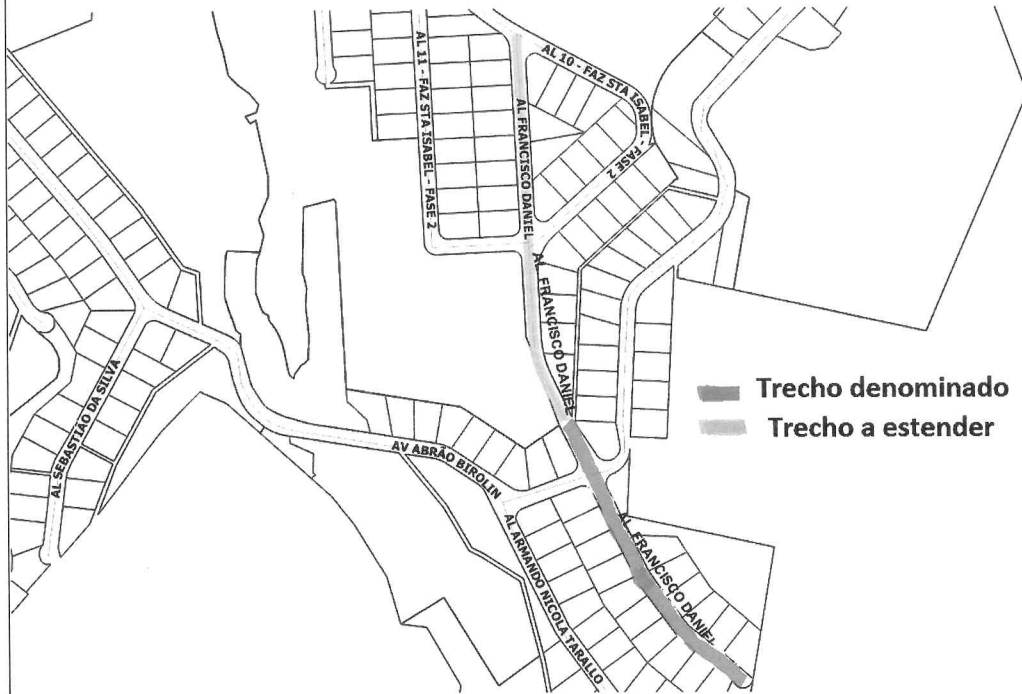 AL 11 - FAZ STA ISABEL - FASE 2
AL FRANCISCO DANIEL
AL 10 - FAZ STA ISABEL - FASE 2
AL FRANCISCO DANIEL
Trecho denominado
Trecho a estender
AL SEBASTIÃO DA SILVA
AV ABRÃO BIROLIN
AL ARMANDO NICOLA TARALLO
AL FRANCISCO DANIEL